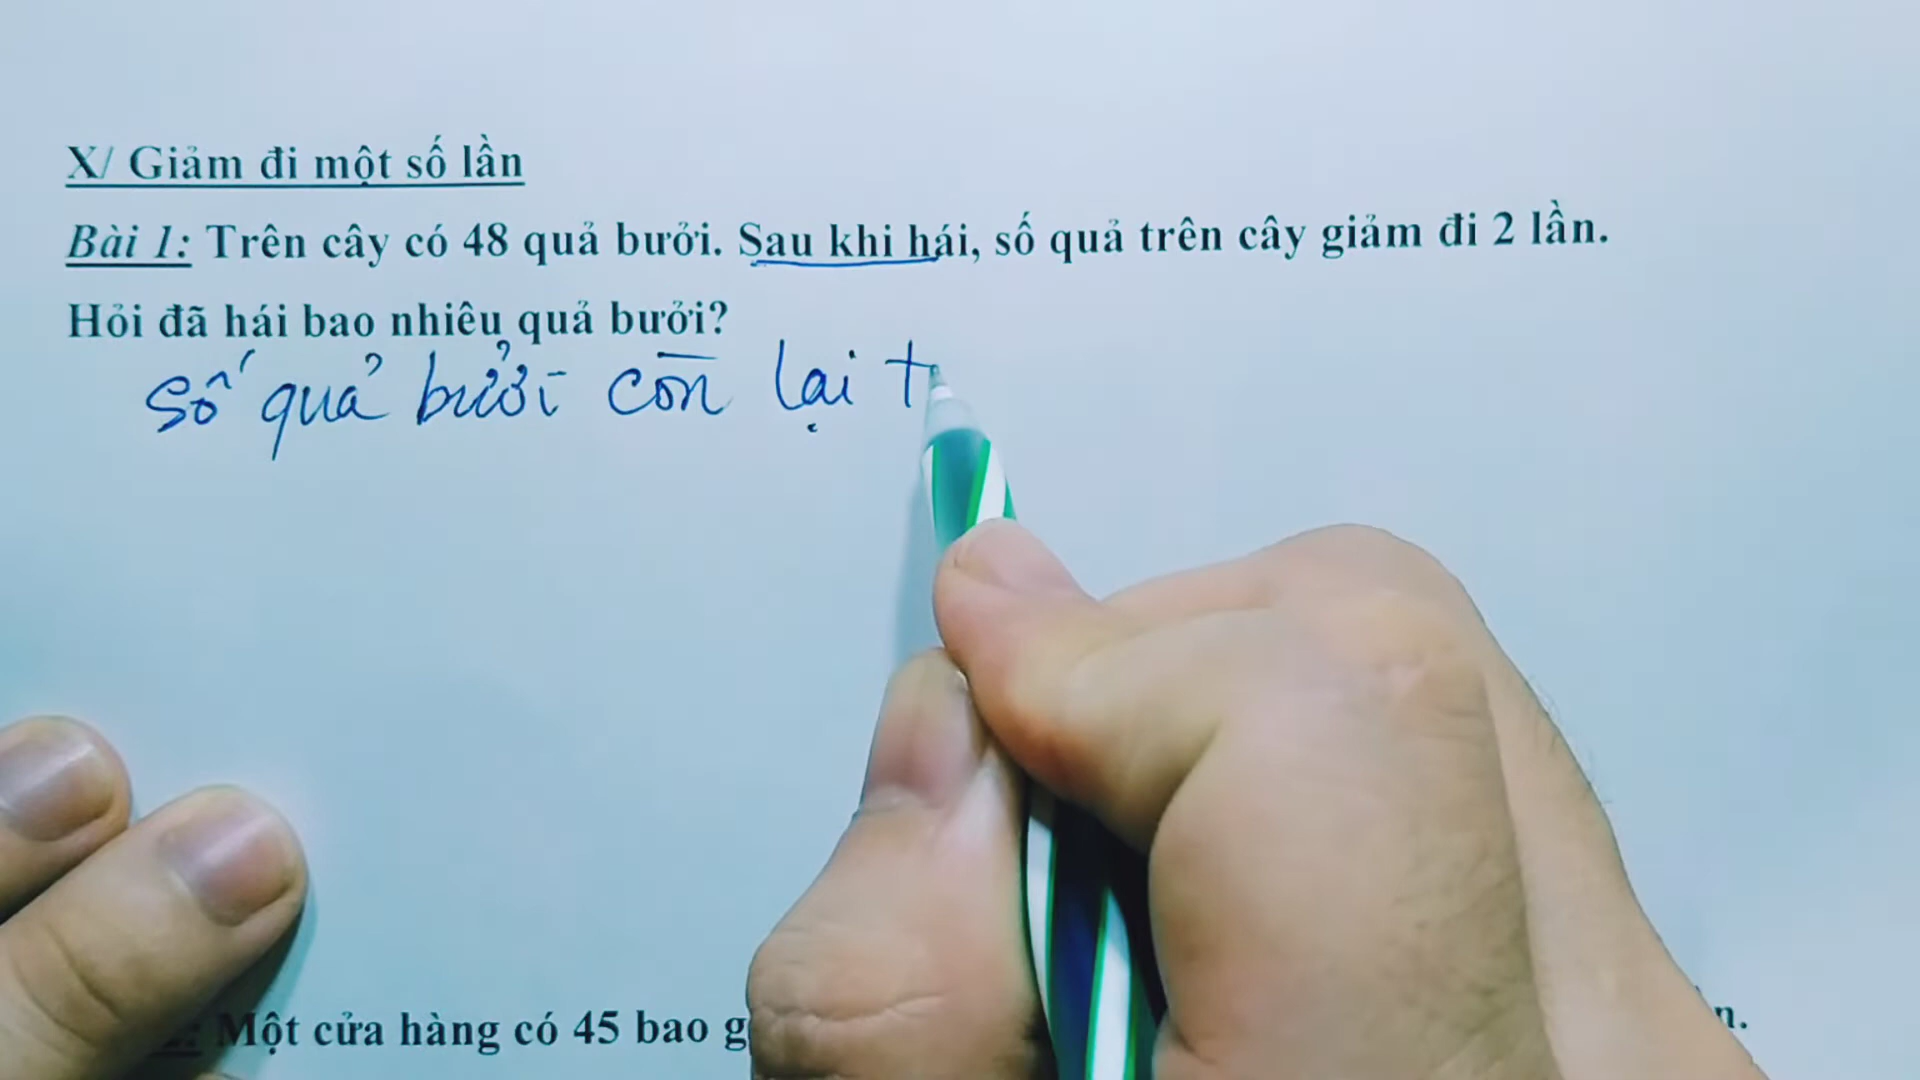 X/ Giảm đi một số lần
Bài 1: Trên cây có 48 quả bưởi. Sau khi hái, số quả trên cây giảm đi 2 lần.
Hỏi đã hái bao nhiêu quả bưởi?
Số quả bưởi còn lại t
: Một cửa hàng có 45 bao g n.